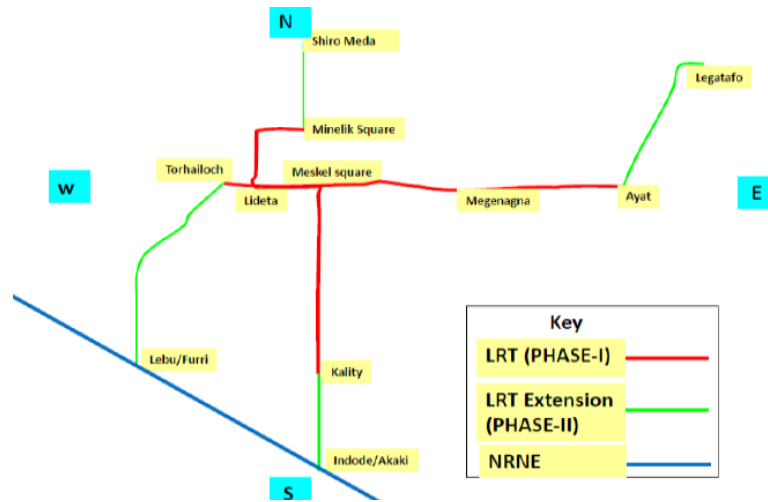 N
Shiro Meda
Legatafo
Minelik Square
Torhailoch
Meskel square
W
Lideta
Megenagna
Ayat
E
Key
LRT (PHASE-I)
Lebu/Furri
Kality
LRT Extension
(PHASE-II)
Indode/Akaki
NRNE
S